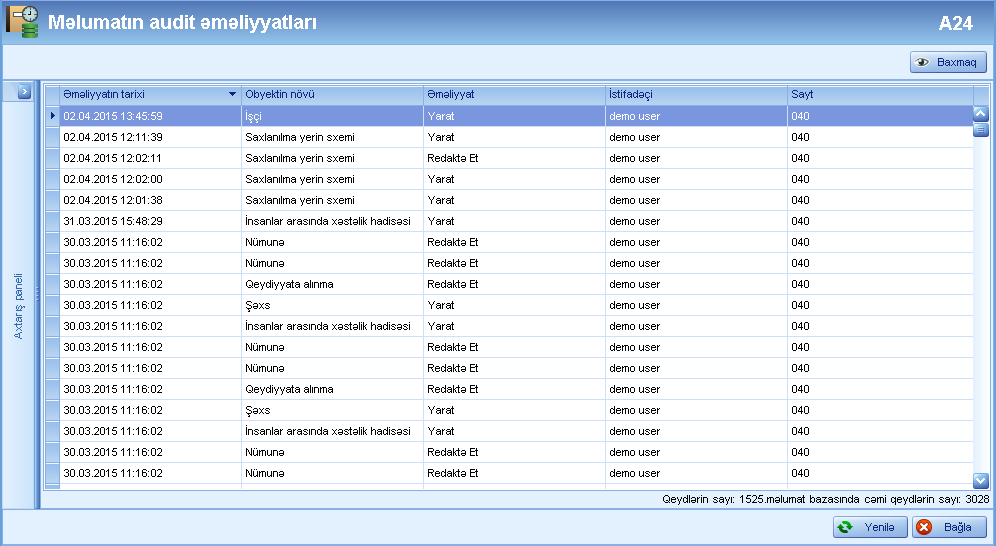 Məlumatın audit əməliyyatları
A24
Baxmaq
Əməliyyatın tarixi Obyektin növü Əməliyyat İstifadəçi Sayt
02.04.2015 13:45:59 İşçi Yarat demo user 040
02.04.2015 12:11:39 Saxlanılma yerin sxemi Yarat demo user 040
02.04.2015 12:02:11 Saxlanılma yerin sxemi Redaktə Et demo user 040
02.04.2015 12:02:00 Saxlanılma yerin sxemi Yarat demo user 040
02.04.2015 12:01:38 Saxlanılma yerin sxemi Yarat demo user 040
31.03.2015 15:48:29 İnsanlar arasında xəstəlik hadisəsi Yarat demo user 040
30.03.2015 11:16:02 Nümunə Redaktə Et demo user 040
30.03.2015 11:16:02 Nümunə Redaktə Et demo user 040
30.03.2015 11:16:02 Qeydiyyata alınma Redaktə Et demo user 040
30.03.2015 11:16:02 Şəxs Yarat demo user 040
30.03.2015 11:16:02 İnsanlar arasında xəstəlik hadisəsi Yarat demo user 040
30.03.2015 11:16:02 Nümunə Redaktə Et demo user 040
30.03.2015 11:16:02 Nümunə Redaktə Et demo user 040
30.03.2015 11:16:02 Qeydiyyata alınma Redaktə Et demo user 040
30.03.2015 11:16:02 Şəxs Yarat demo user 040
30.03.2015 11:16:02 İnsanlar arasında xəstəlik hadisəsi Yarat demo user 040
30.03.2015 11:16:02 Nümunə Redaktə Et demo user 040
30.03.2015 11:16:02 Nümunə Redaktə Et demo user 040
Axtarış paneli
Qeydlərin sayı: 1525.məlumat bazasında cəmi qeydlərin sayı: 3028
Yenilə
Bağla